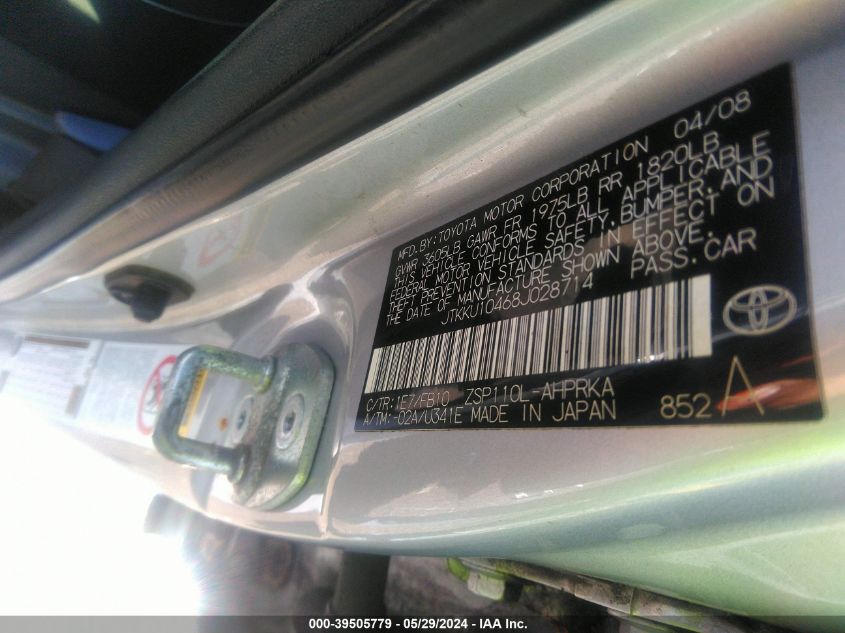 MFD.BY:TOYOTA MOTOR CORPORATION 04/08
GVWR 3605LB GAWR FR 1975LB RR 1820LB
THIS VEHICLE CONFORMS TO ALL APPLICABLE
FEDERAL MOTOR VEHICLE SAFETY,BUMPER,AND
THEFT PREVENTION STANDARDS IN EFFECT ON
THE DATE OF MANUFACTURE SHOWN ABOVE.
JTKKU10468J028714 PASS.CAR
C/TR:1E7/FB10 ZSP110L-AHPRKA
A/TM:-02A/U341E MADE IN JAPAN 852 A
000-39505779 - 05/29/2024 - IAA Inc.